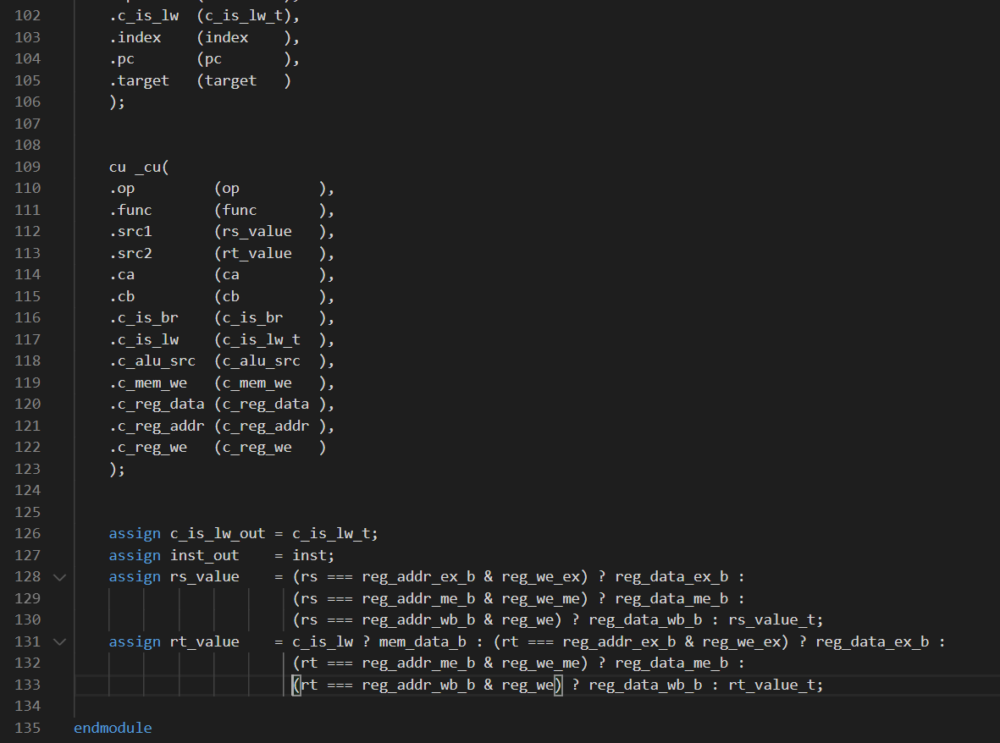 102 .c_is_lw (c_is_lw_t),
103 .index (index ),
104 .pc (pc ),
105 .target (target )
106 );
107
108
109 cu _cu(
110 .op (op ),
111 .func (func ),
112 .src1 (rs_value ),
113 .src2 (rt_value ),
114 .ca (ca ),
115 .cb (cb ),
116 .c_is_br (c_is_br ),
117 .c_is_lw (c_is_lw_t ),
118 .c_alu_src (c_alu_src ),
119 .c_mem_we (c_mem_we ),
120 .c_reg_data (c_reg_data ),
121 .c_reg_addr (c_reg_addr ),
122 .c_reg_we (c_reg_we )
123 );
124
125
126 assign c_is_lw_out = c_is_lw_t;
127 assign inst_out = inst;
128 assign rs_value = (rs === reg_addr_ex_b & reg_we_ex) ? reg_data_ex_b :
129 (rs === reg_addr_me_b & reg_we_me) ? reg_data_me_b :
130 (rs === reg_addr_wb_b & reg_we) ? reg_data_wb_b : rs_value_t;
131 assign rt_value = c_is_lw ? mem_data_b : (rt === reg_addr_ex_b & reg_we_ex) ? reg_data_ex_b :
132 (rt === reg_addr_me_b & reg_we_me) ? reg_data_me_b :
133 (rt === reg_addr_wb_b & reg_we) ? reg_data_wb_b : rt_value_t;
134
135 endmodule